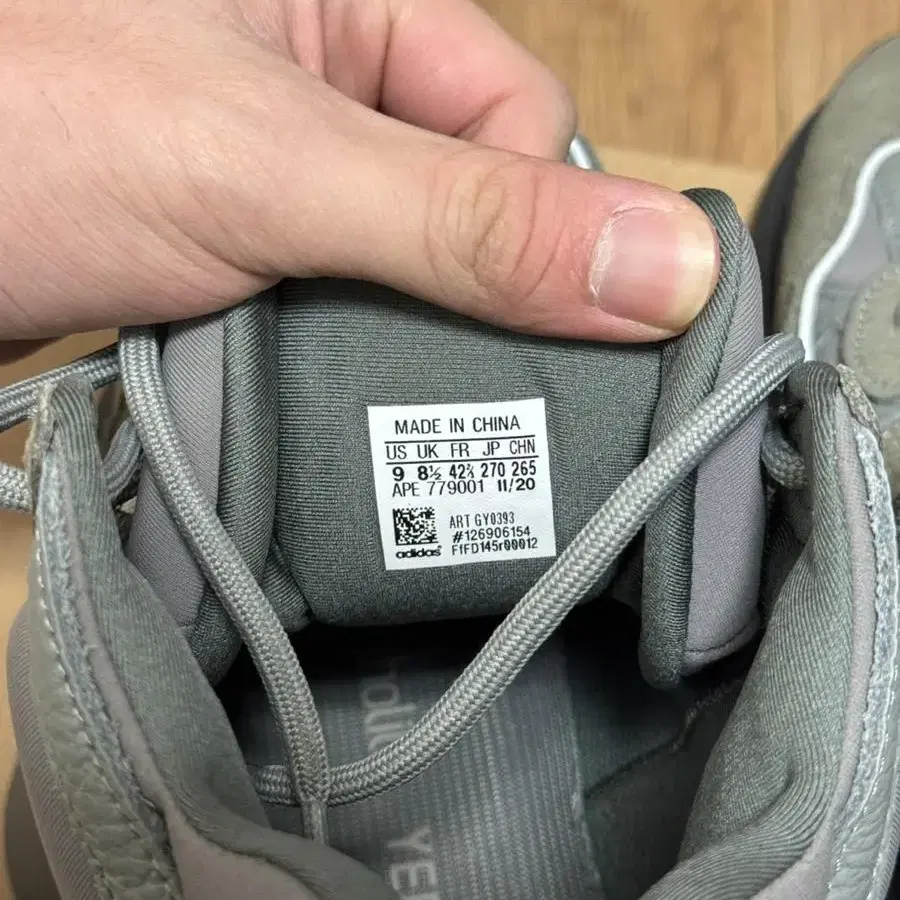 MADE IN CHINA
US UK FR JP CHN
9 8½ 42⅔ 270 265
APE 779001 11/20
ART GY0393
#126906154
adidas F1FD145r00012
YE